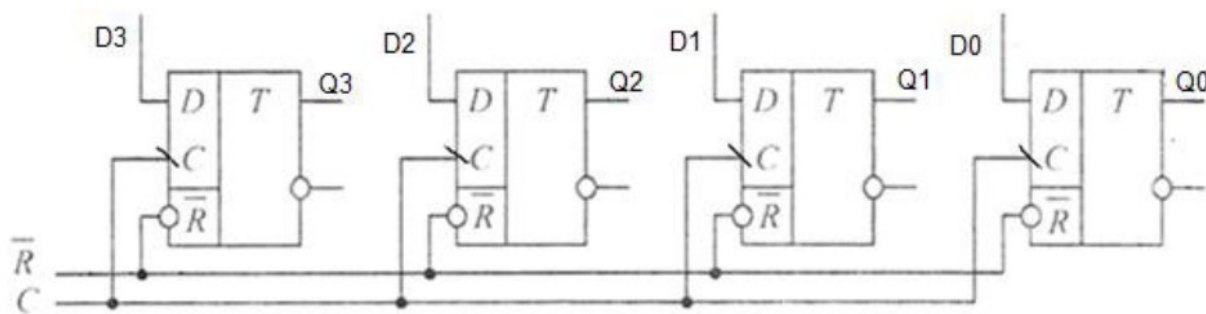 D3 D2 D1 D0
Q3 Q2 Q1 Q0
D T D T D T D T
C C C C
R̅ R̅ R̅ R̅
R̅
C